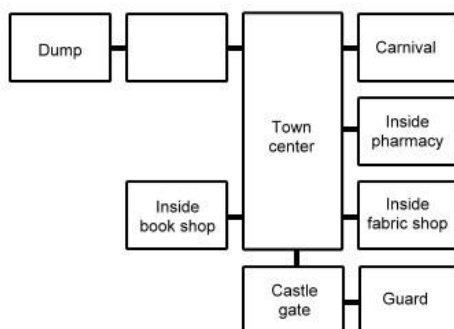 Dump
Carnival
Inside
pharmacy
Town
center
Inside
book shop
Inside
fabric shop
Castle
gate
Guard